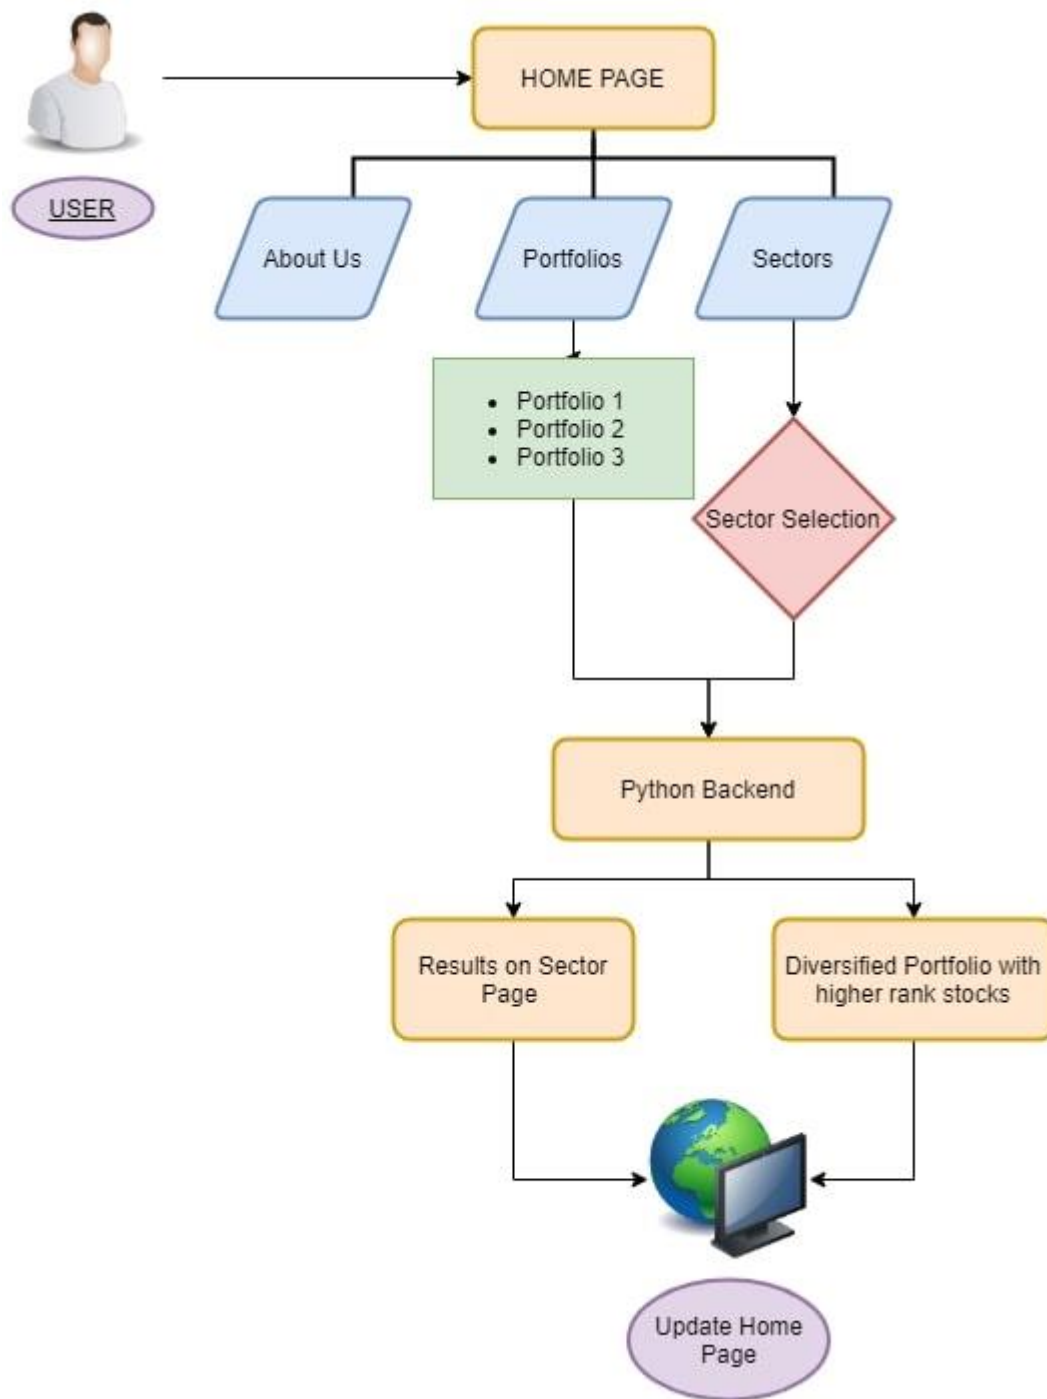 HOME PAGE
USER
About Us
Portfolios
Sectors
• Portfolio 1
• Portfolio 2
• Portfolio 3
Sector Selection
Python Backend
Results on Sector
Page
Diversified Portfolio with
higher rank stocks
Update Home
Page